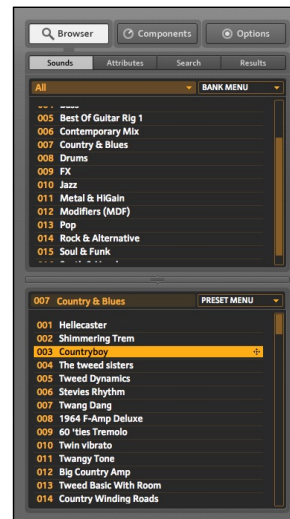 Browser Components Options
Sounds Attributes Search Results
All BANK MENU
005 Best Of Guitar Rig 1
006 Contemporary Mix
007 Country & Blues
008 Drums
009 FX
010 Jazz
011 Metal & HiGain
012 Modifiers (MDF)
013 Pop
014 Rock & Alternative
015 Soul & Funk
007 Country & Blues PRESET MENU
001 Hellecaster
002 Shimmering Trem
003 Countryboy
004 The tweed sisters
005 Tweed Dynamics
006 Stevies Rhythm
007 Twang Dang
008 1964 F-Amp Deluxe
009 60 'ties Tremolo
010 Twin vibrato
011 Twangy Tone
012 Big Country Amp
013 Tweed Basic With Room
014 Country Winding Roads